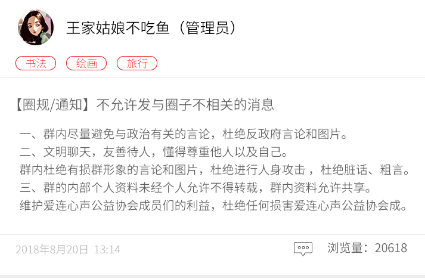 王家姑娘不吃鱼（管理员）
书法 绘画 旅行
【圈规/通知】不允许发与圈子不相关的消息
一、群内尽量避免与政治有关的言论，杜绝反政府言论和图片。
二、文明聊天，友善待人，懂得尊重他人以及自己。
群内杜绝有损群形象的言论和图片，杜绝进行人身攻击 ，杜绝脏话、粗言。
三、群的内部个人资料未经个人允许不得转载，群内资料允许共享。
维护爱连心声公益协会成员们的利益，杜绝任何损害爱连心声公益协会成。
2018年8月20日 13:14
浏览量：20618